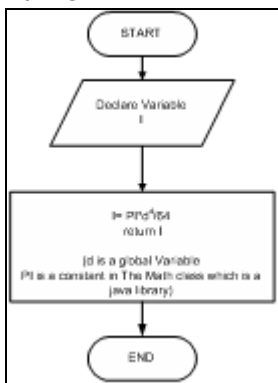 START
Declare Variable
I
I= PI*d^4/64
return I
(d is a global Variable
PI is a constant in The Math class which is a
java library)
END